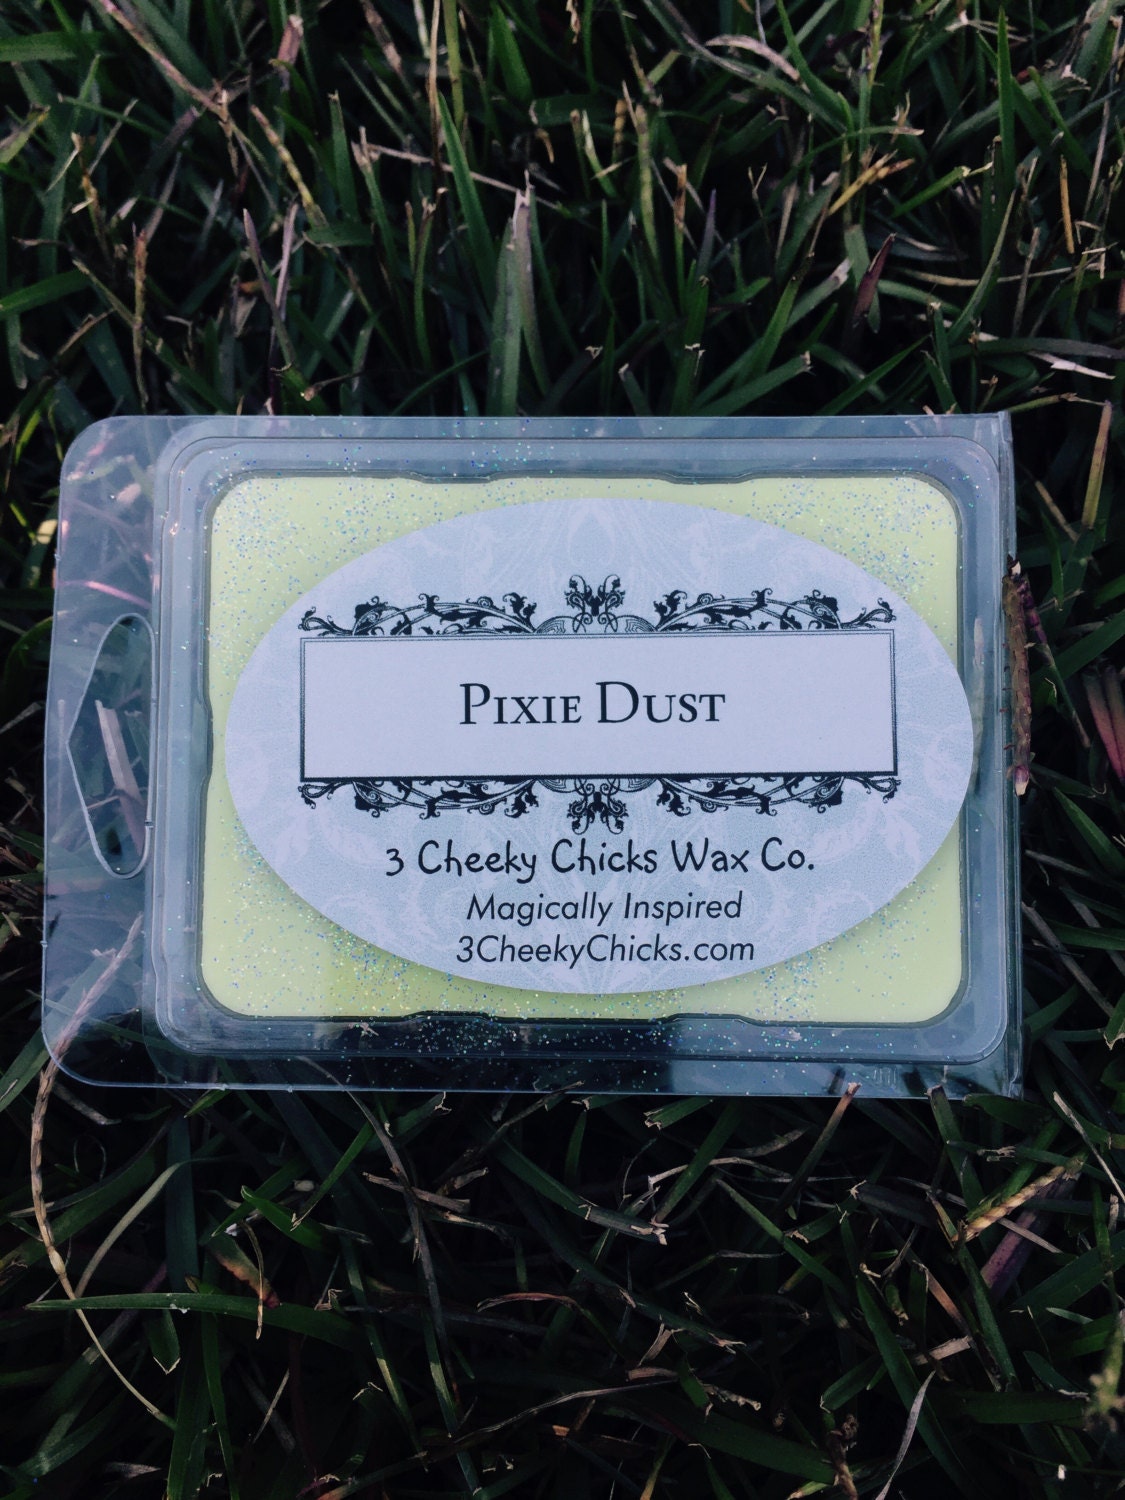 Pixie Dust
3 Cheeky Chicks Wax Co.
Magically Inspired
3CheekyChicks.com